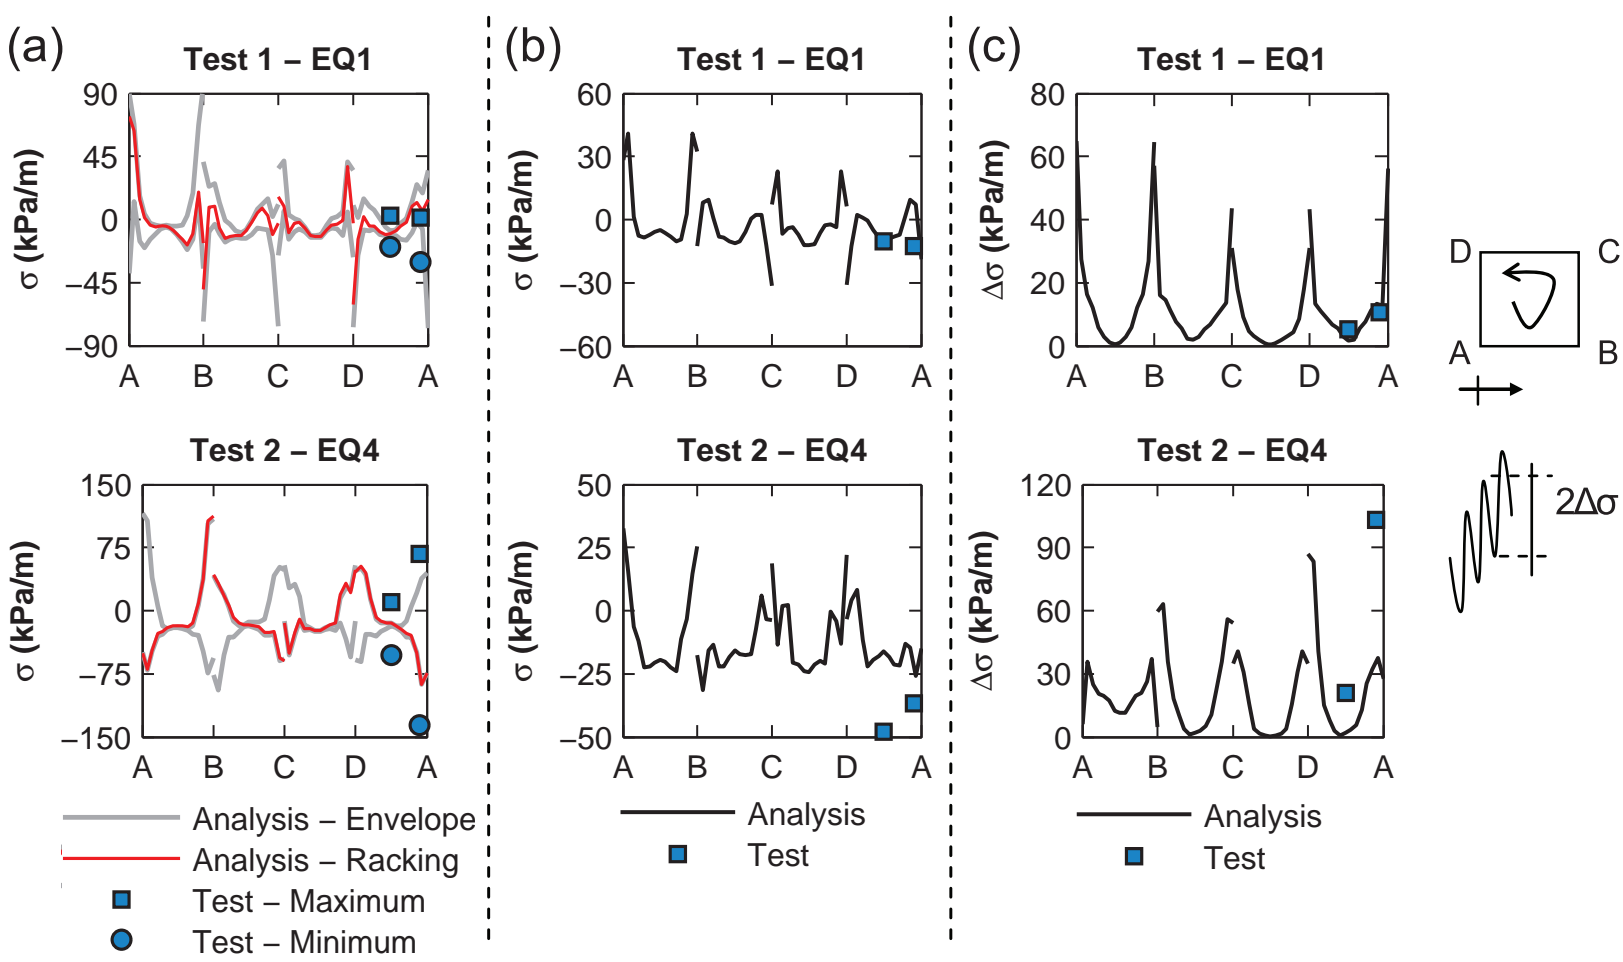 (a)
Test 1 – EQ1
σ (kPa/m)
90
45
0
–45
–90
A B C D A
Test 2 – EQ4
σ (kPa/m)
150
75
0
–75
–150
A B C D A
Analysis – Envelope
Analysis – Racking
Test – Maximum
Test – Minimum
(b)
Test 1 – EQ1
σ (kPa/m)
60
30
0
–30
–60
A B C D A
Test 2 – EQ4
σ (kPa/m)
50
25
0
–25
–50
A B C D A
Analysis
Test
(c)
Test 1 – EQ1
Δσ (kPa/m)
80
60
40
20
0
A B C D A
Test 2 – EQ4
Δσ (kPa/m)
120
90
60
30
0
A B C D A
Analysis
Test
D C
A B
2Δσ